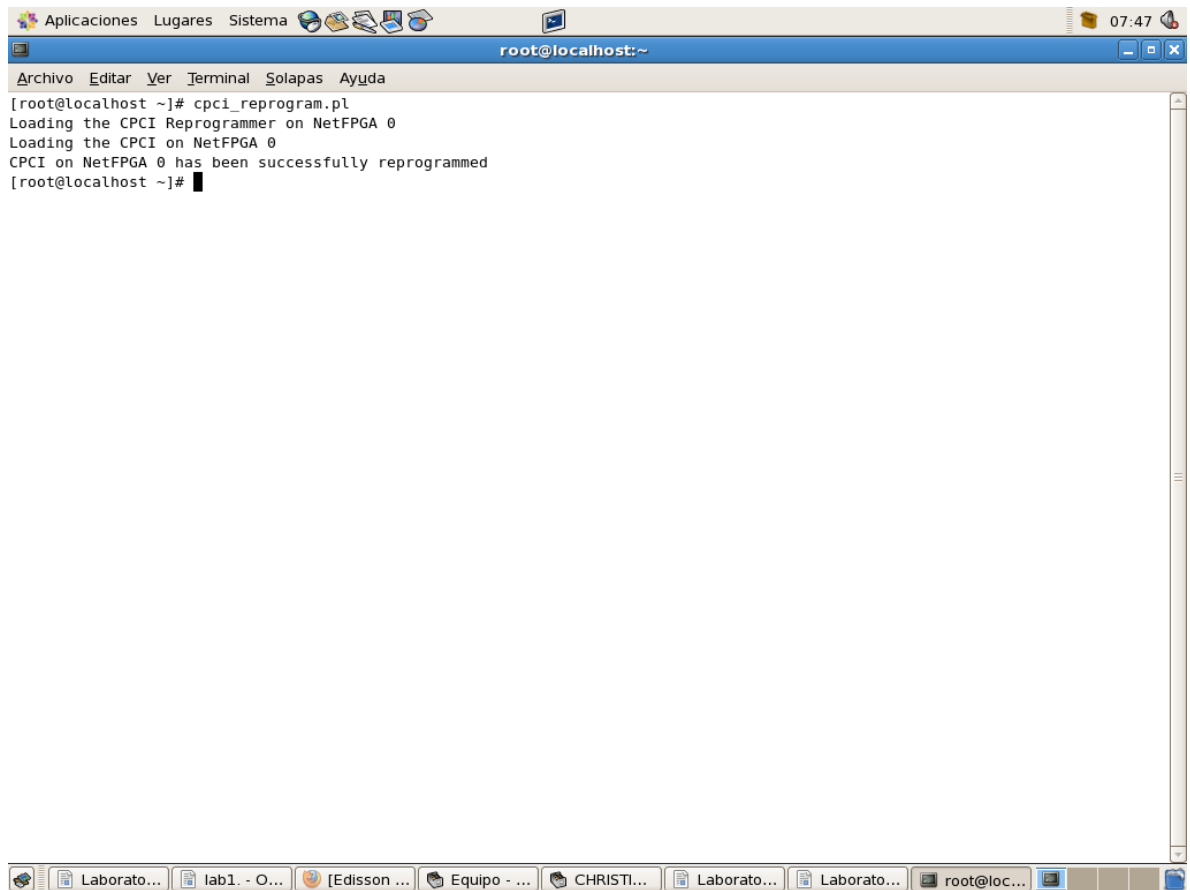 Aplicaciones Lugares Sistema 07:47
root@localhost:~
Archivo Editar Ver Terminal Solapas Ayuda
[root@localhost ~]# cpci_reprogram.pl
Loading the CPCI Reprogrammer on NetFPGA 0
Loading the CPCI on NetFPGA 0
CPCI on NetFPGA 0 has been successfully reprogrammed
[root@localhost ~]#
Laborato... lab1. - O... [Edisson ... Equipo - ... CHRISTI... Laborato... Laborato... root@loc...